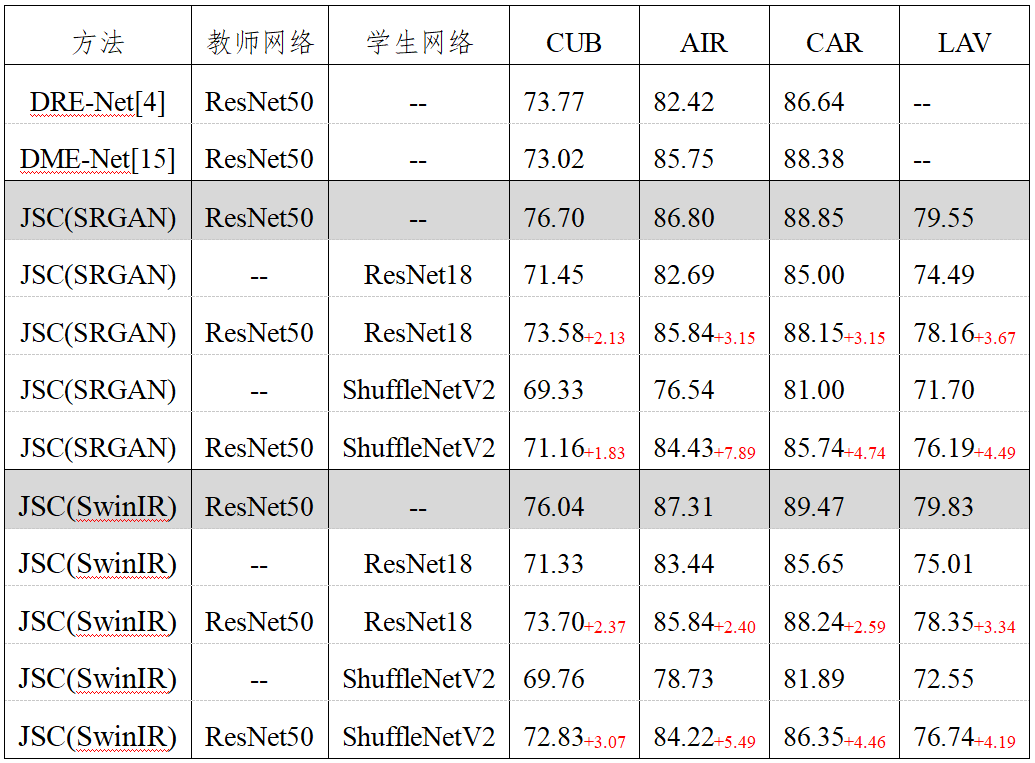 方法 教师网络 学生网络 CUB AIR CAR LAV
DRE-Net[4] ResNet50 -- 73.77 82.42 86.64 --
DME-Net[15] ResNet50 -- 73.02 85.75 88.38 --
JSC(SRGAN) ResNet50 -- 76.70 86.80 88.85 79.55
JSC(SRGAN) -- ResNet18 71.45 82.69 85.00 74.49
JSC(SRGAN) ResNet50 ResNet18 73.58+2.13 85.84+3.15 88.15+3.15 78.16+3.67
JSC(SRGAN) -- ShuffleNetV2 69.33 76.54 81.00 71.70
JSC(SRGAN) ResNet50 ShuffleNetV2 71.16+1.83 84.43+7.89 85.74+4.74 76.19+4.49
JSC(SwinIR) ResNet50 -- 76.04 87.31 89.47 79.83
JSC(SwinIR) -- ResNet18 71.33 83.44 85.65 75.01
JSC(SwinIR) ResNet50 ResNet18 73.70+2.37 85.84+2.40 88.24+2.59 78.35+3.34
JSC(SwinIR) -- ShuffleNetV2 69.76 78.73 81.89 72.55
JSC(SwinIR) ResNet50 ShuffleNetV2 72.83+3.07 84.22+5.49 86.35+4.46 76.74+4.19